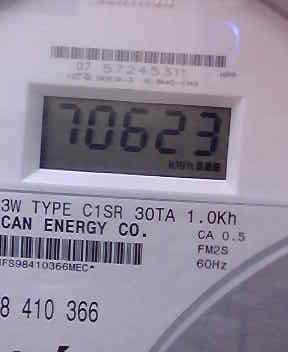 07 57245311
70623
kWh
3W TYPE C1SR 30TA 1.0Kh
CAN ENERGY CO.
CA 0.5
FM2S
60Hz
IFS98410366MEC*
8 410 366